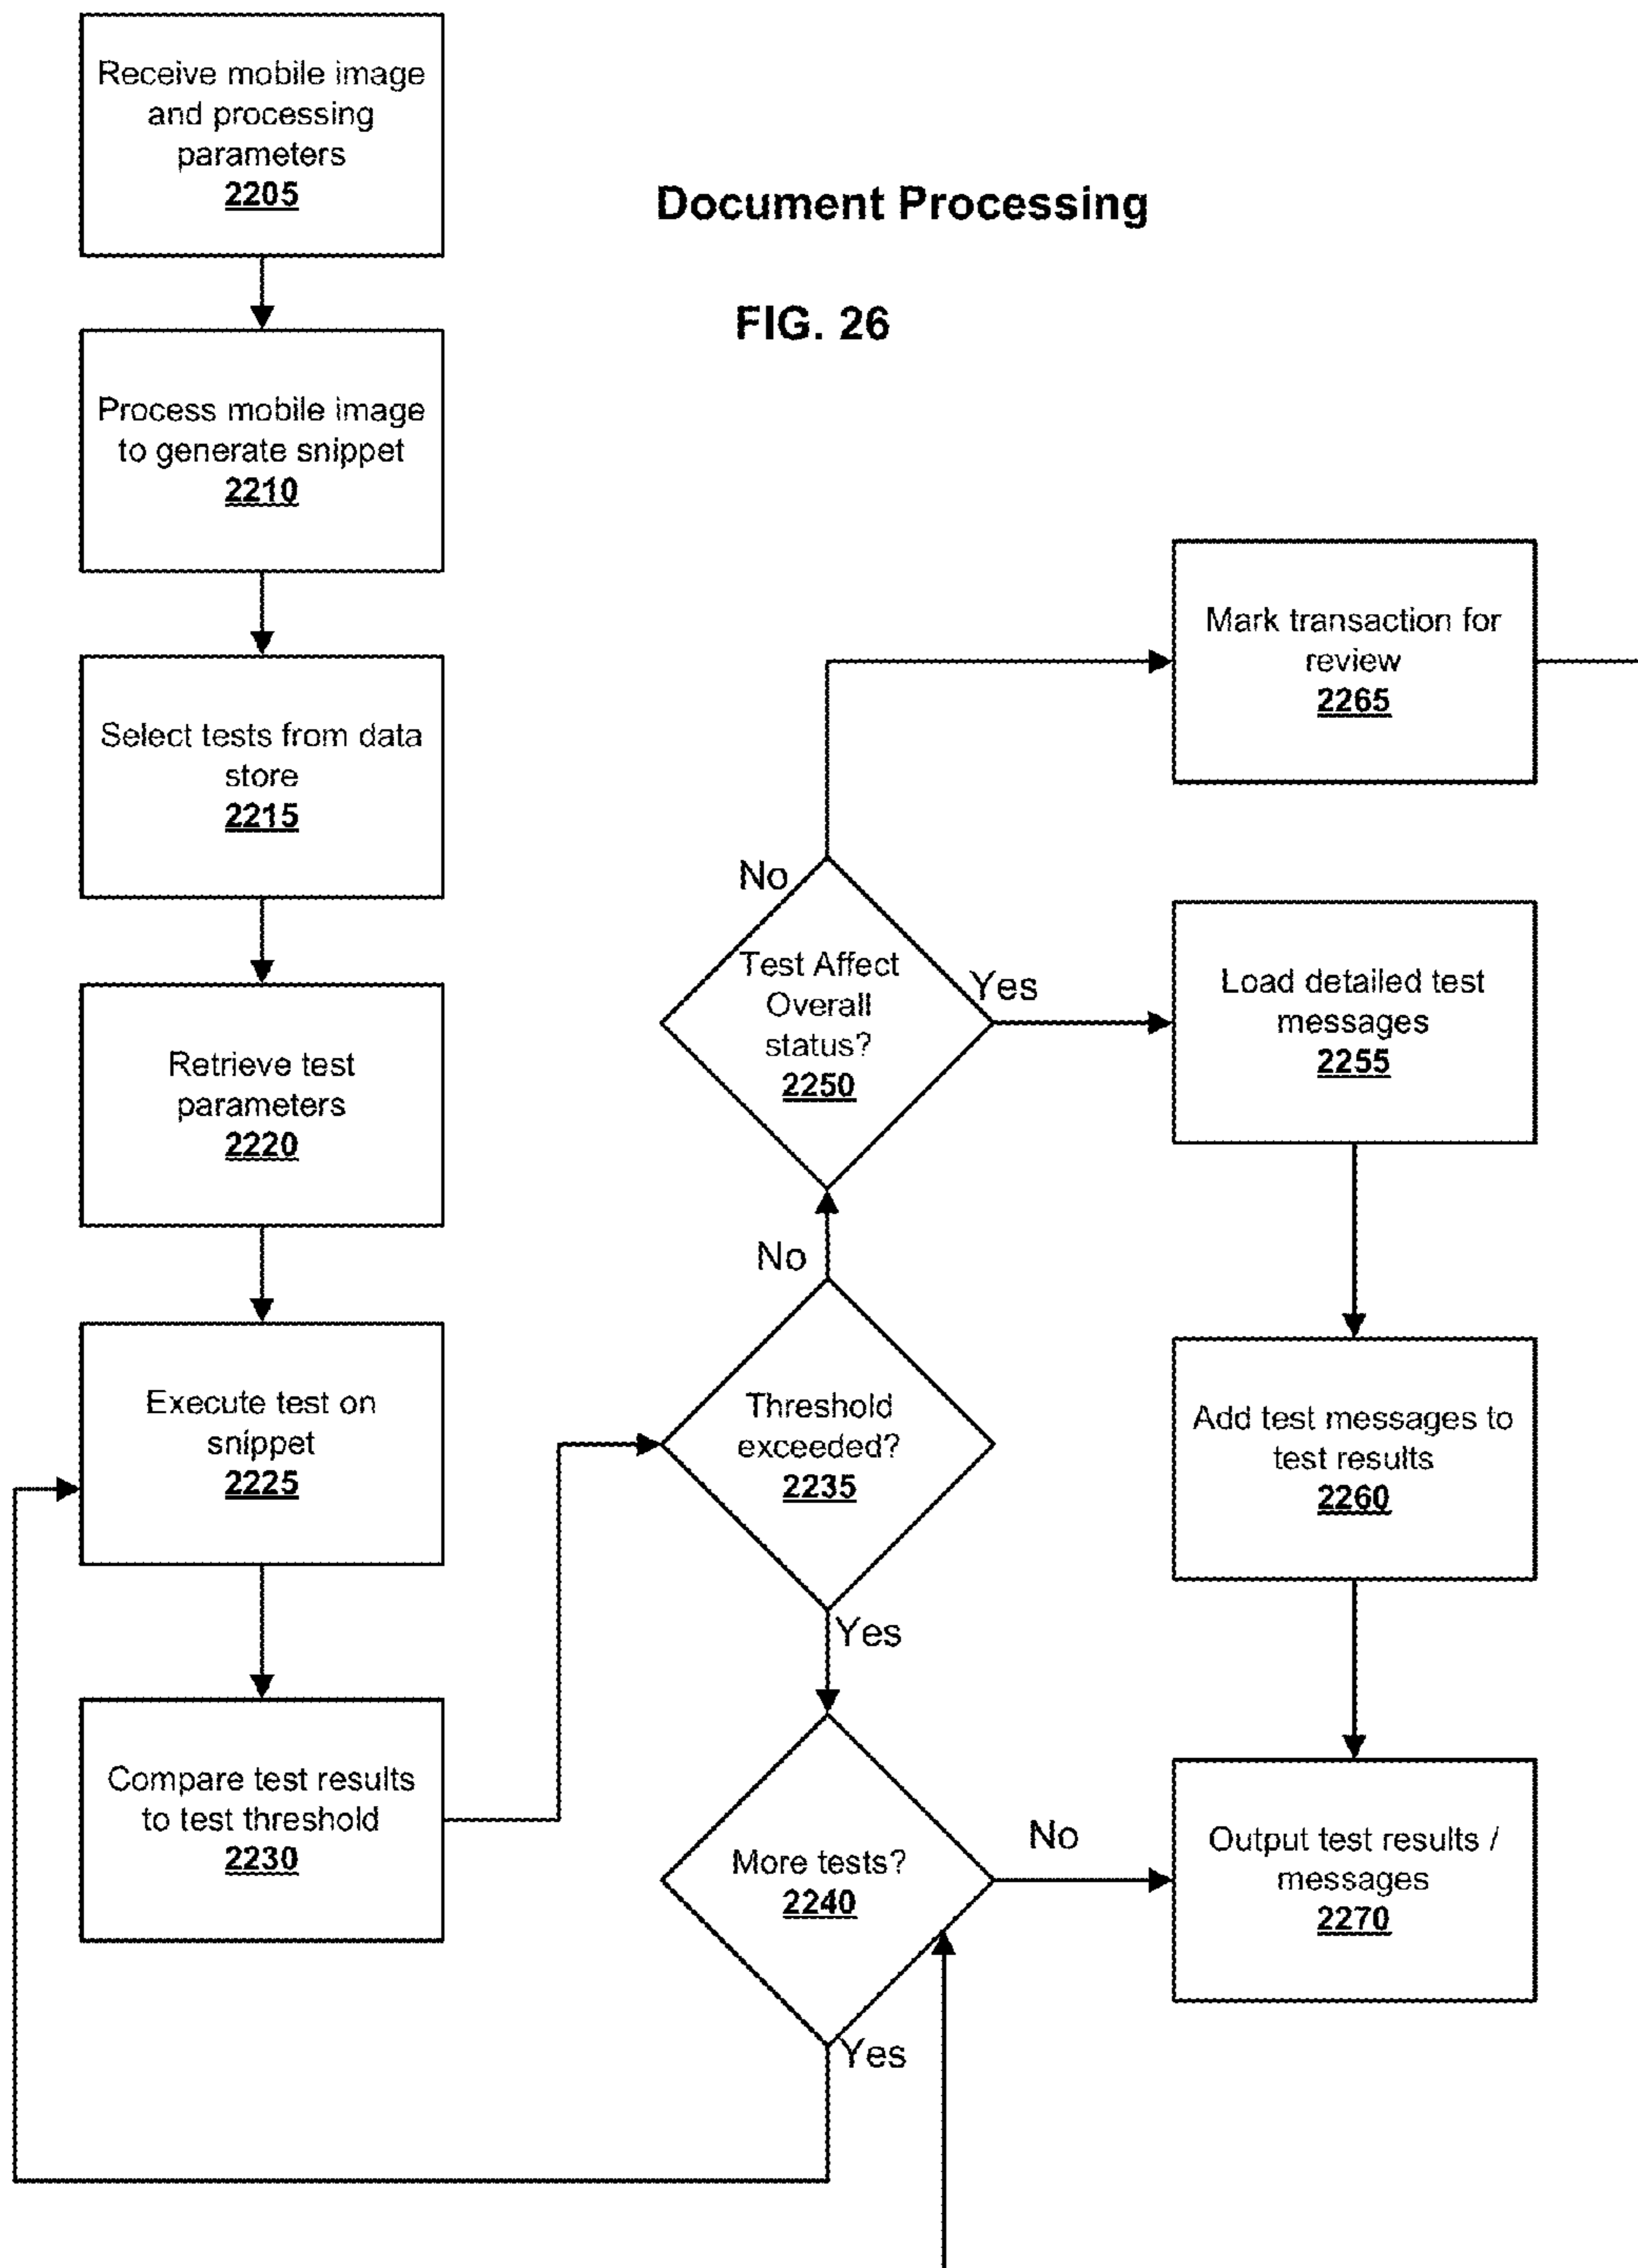 Receive mobile image
and processing
parameters
2205
Document Processing
FIG. 26
Process mobile image
to generate snippet
2210
Select tests from data
store
2215
Retrieve test
parameters
2220
Execute test on
snippet
2225
Compare test results
to test threshold
2230
Threshold
exceeded?
2235
No
Yes
Test Affect
Overall
status?
2250
No
Yes
Mark transaction for
review
2265
Load detailed test
messages
2255
Add test messages to
test results
2260
More tests?
2240
No
Yes
Output test results /
messages
2270